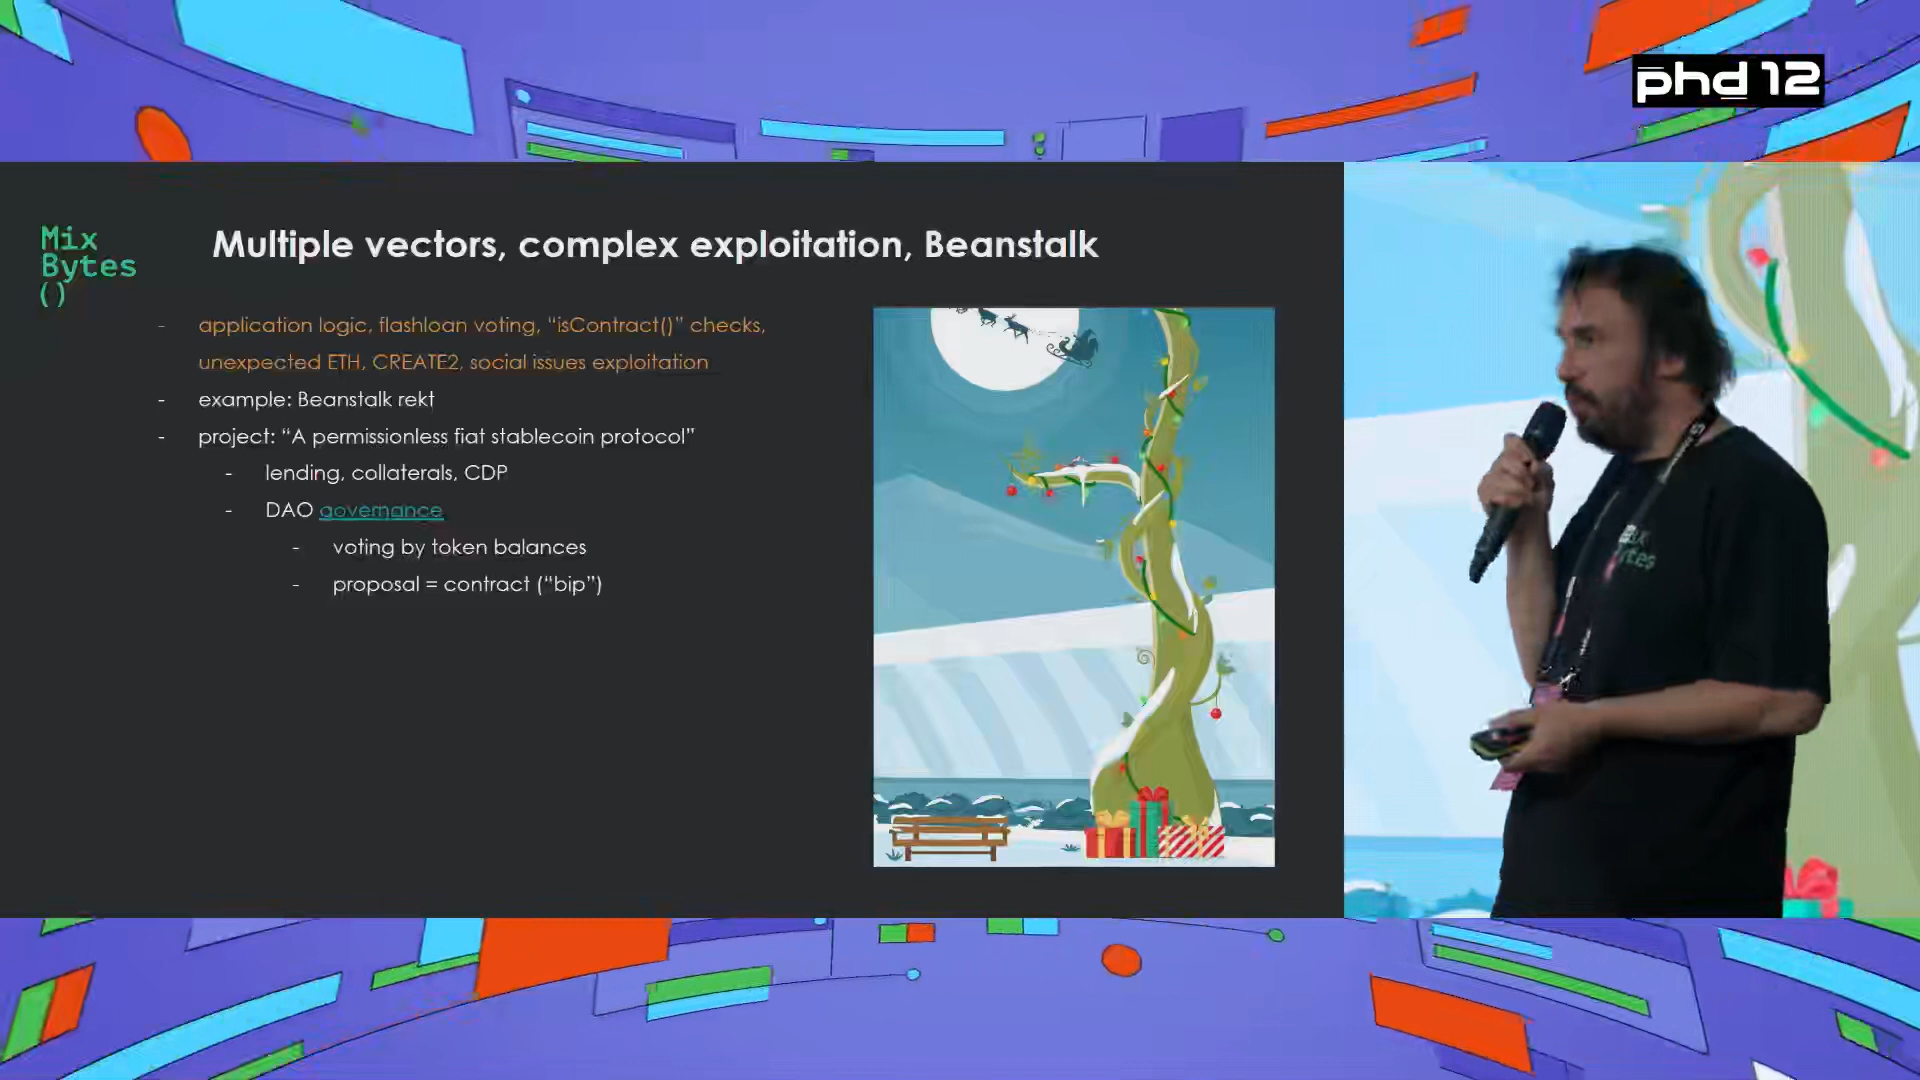 phd 12
Mix
Bytes
()
Multiple vectors, complex exploitation, Beanstalk
- application logic, flashloan voting, “isContract()” checks,
unexpected ETH, CREATE2, social issues exploitation
- example: Beanstalk rekt
- project: “A permissionless fiat stablecoin protocol”
- lending, collaterals, CDP
- DAO governance
- voting by token balances
- proposal = contract (“bip”)